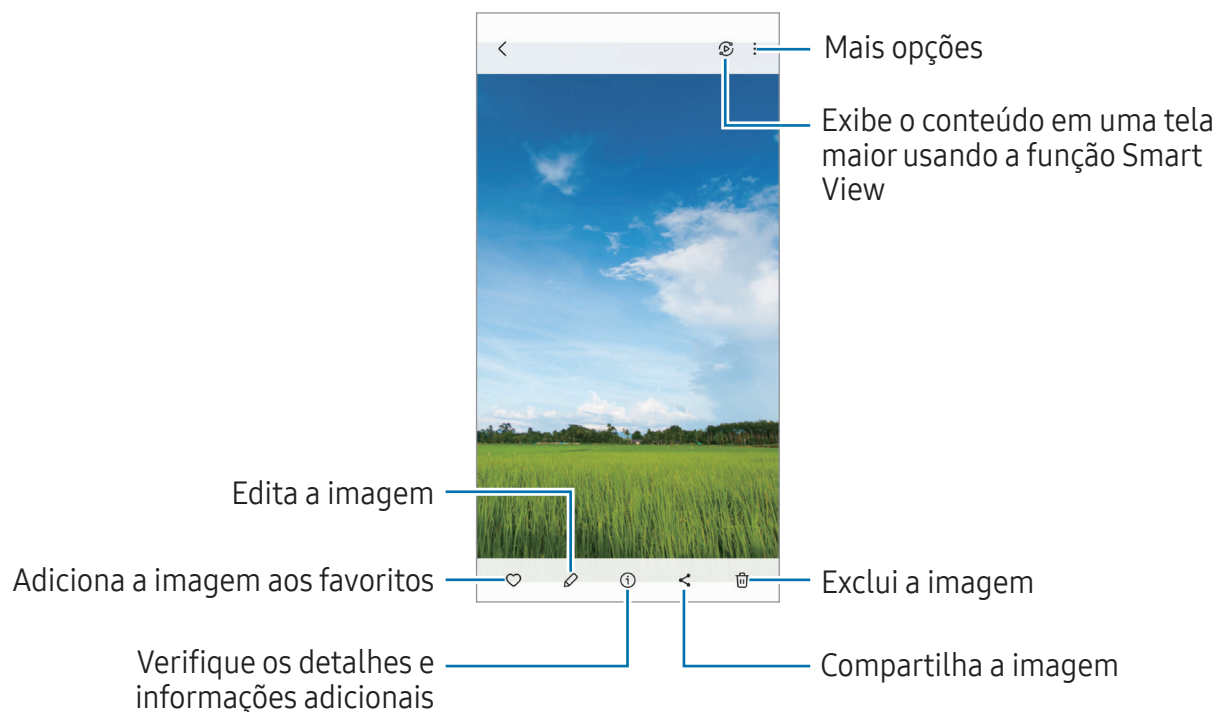 Mais opções
Exibe o conteúdo em uma tela
maior usando a função Smart
View
Edita a imagem
Adiciona a imagem aos favoritos
Exclui a imagem
Verifique os detalhes e
informações adicionais
Compartilha a imagem